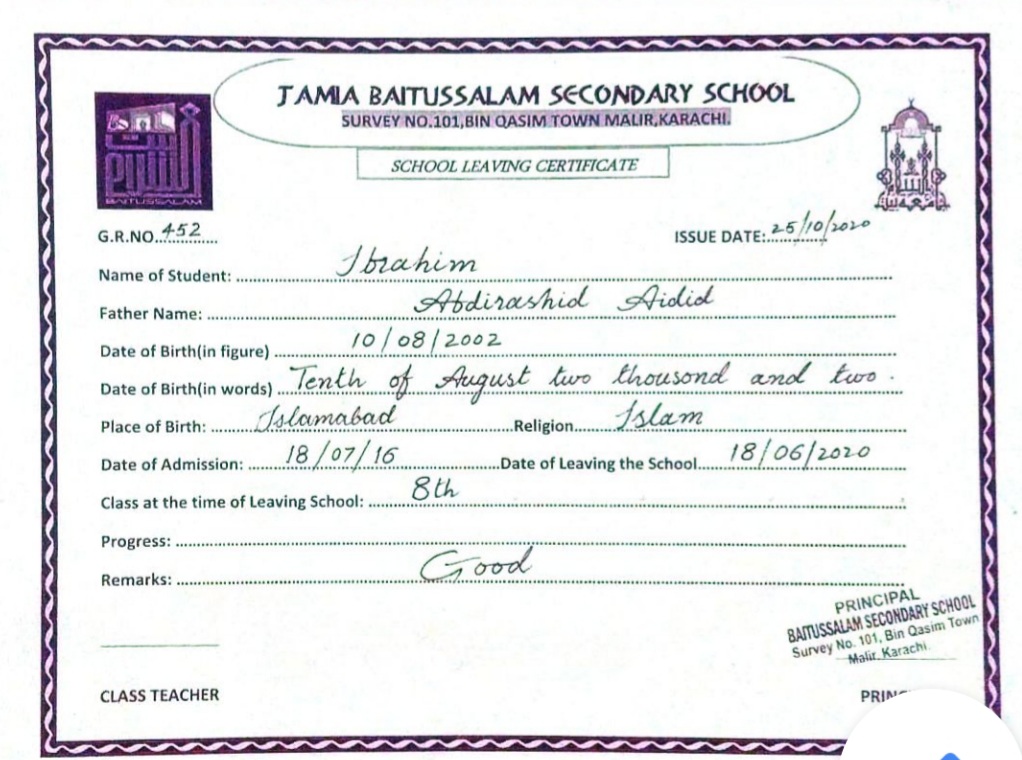 JAMIA BAITUSSALAM SECONDARY SCHOOL
SURVEY NO.101,BIN QASIM TOWN MALIR,KARACHI.
SCHOOL LEAVING CERTIFICATE
BAITUSSALAM
G.R.NO. 452 ISSUE DATE: 25/10/2020
Name of Student: Ibrahim
Father Name: Abdirashid Aidid
Date of Birth(in figure) 10/08/2002
Date of Birth(in words) Tenth of August two thousand and two.
Place of Birth: Islamabad Religion Islam
Date of Admission: 18/07/16 Date of Leaving the School 18/06/2020
Class at the time of Leaving School: 8th
Progress:
Remarks: Good
PRINCIPAL
BAITUSSALAM SECONDARY SCHOOL
Survey No. 101, Bin Qasim Town
Malir, Karachi.
CLASS TEACHER PRIN